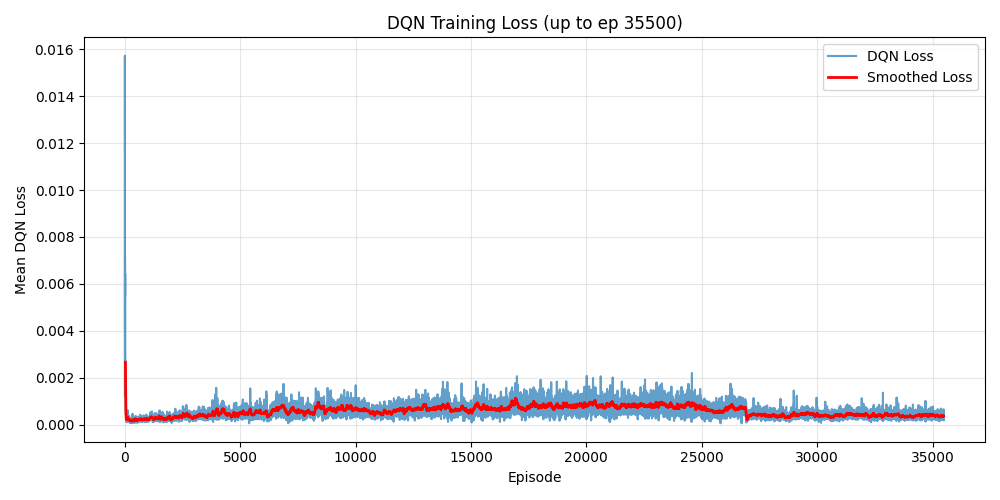 DQN Training Loss (up to ep 35500)
DQN Loss
Smoothed Loss
Mean DQN Loss
0.016
0.014
0.012
0.010
0.008
0.006
0.004
0.002
0.000
0 5000 10000 15000 20000 25000 30000 35000
Episode